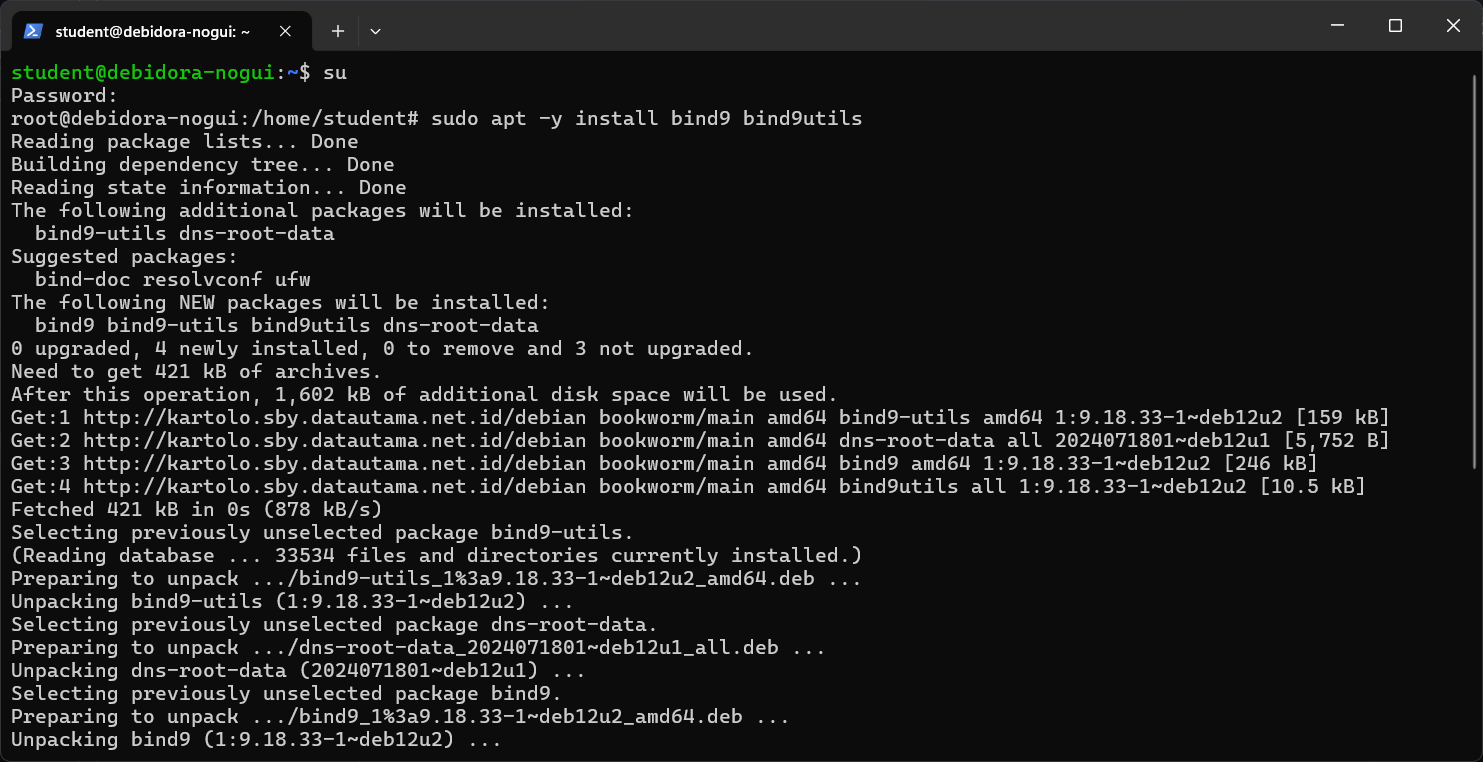 student@debidora-nogui: ~
student@debidora-nogui:~$ su
Password:
root@debidora-nogui:/home/student# sudo apt -y install bind9 bind9utils
Reading package lists... Done
Building dependency tree... Done
Reading state information... Done
The following additional packages will be installed:
  bind9-utils dns-root-data
Suggested packages:
  bind-doc resolvconf ufw
The following NEW packages will be installed:
  bind9 bind9-utils bind9utils dns-root-data
0 upgraded, 4 newly installed, 0 to remove and 3 not upgraded.
Need to get 421 kB of archives.
After this operation, 1,602 kB of additional disk space will be used.
Get:1 http://kartolo.sby.datautama.net.id/debian bookworm/main amd64 bind9-utils amd64 1:9.18.33-1~deb12u2 [159 kB]
Get:2 http://kartolo.sby.datautama.net.id/debian bookworm/main amd64 dns-root-data all 2024071801~deb12u1 [5,752 B]
Get:3 http://kartolo.sby.datautama.net.id/debian bookworm/main amd64 bind9 amd64 1:9.18.33-1~deb12u2 [246 kB]
Get:4 http://kartolo.sby.datautama.net.id/debian bookworm/main amd64 bind9utils all 1:9.18.33-1~deb12u2 [10.5 kB]
Fetched 421 kB in 0s (878 kB/s)
Selecting previously unselected package bind9-utils.
(Reading database ... 33534 files and directories currently installed.)
Preparing to unpack .../bind9-utils_1%3a9.18.33-1~deb12u2_amd64.deb ...
Unpacking bind9-utils (1:9.18.33-1~deb12u2) ...
Selecting previously unselected package dns-root-data.
Preparing to unpack .../dns-root-data_2024071801~deb12u1_all.deb ...
Unpacking dns-root-data (2024071801~deb12u1) ...
Selecting previously unselected package bind9.
Preparing to unpack .../bind9_1%3a9.18.33-1~deb12u2_amd64.deb ...
Unpacking bind9 (1:9.18.33-1~deb12u2) ...